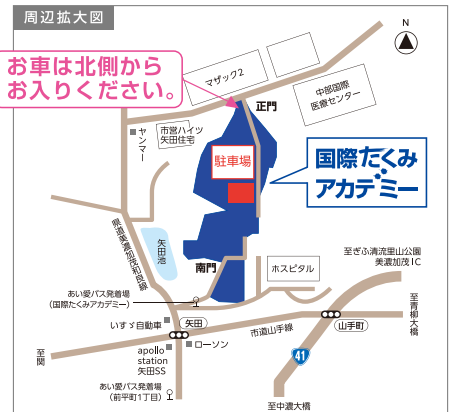 周辺拡大図
N
お車は北側から
お入りください。
マザック2
中部国際
医療センター
正門
ヤンマー
市営ハイツ
矢田住宅
駐車場
国際たくみ
アカデミー
県道美濃加茂和良線
矢田池
南門
ホスピタル
至ぎふ清流里山公園
美濃加茂IC
あい愛バス発着場
(国際たくみアカデミー)
至青柳大橋
いすゞ自動車
矢田
市道山手線
山手町
至関
apollo
station
矢田SS
ローソン
41
あい愛バス発着場
(前平町1丁目)
至中濃大橋